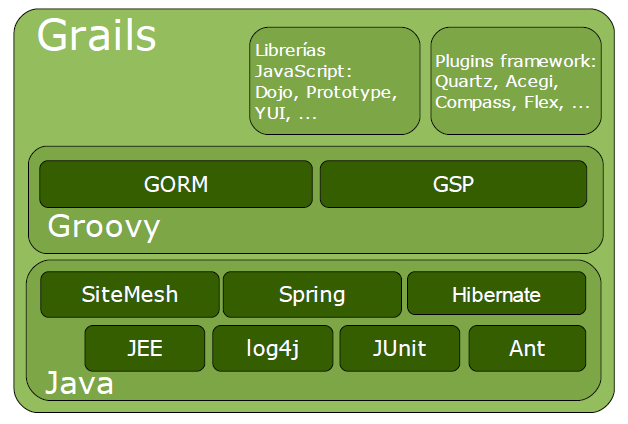 Grails
Librerías
JavaScript:
Dojo, Prototype,
YUI, ...
Plugins framework:
Quartz, Acegi,
Compass, Flex, ...
GORM
GSP
Groovy
SiteMesh
Spring
Hibernate
JEE
log4j
JUnit
Ant
Java